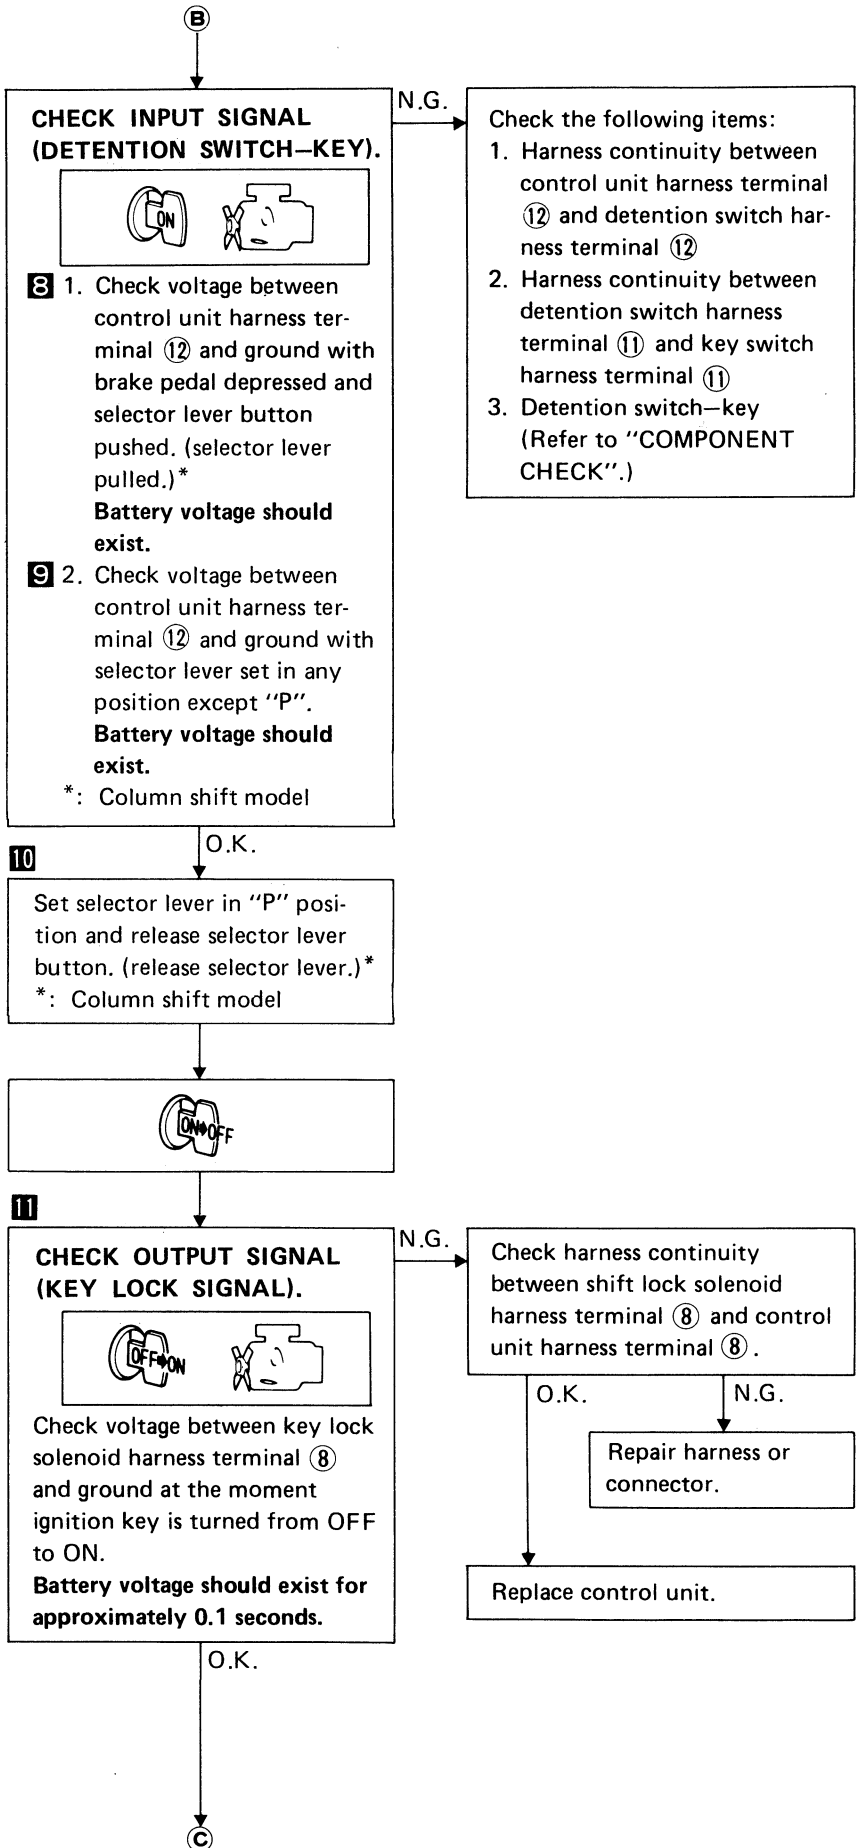 B
N.G.
CHECK INPUT SIGNAL
(DETENTION SWITCH—KEY).
ON
8 1. Check voltage between
control unit harness ter-
minal ⑫ and ground with
brake pedal depressed and
selector lever button
pushed. (selector lever
pulled.)*
Battery voltage should
exist.
9 2. Check voltage between
control unit harness ter-
minal ⑫ and ground with
selector lever set in any
position except "P".
Battery voltage should
exist.
*: Column shift model
Check the following items:
1. Harness continuity between
control unit harness terminal
⑫ and detention switch har-
ness terminal ⑫
2. Harness continuity between
detention switch harness
terminal ⑪ and key switch
harness terminal ⑪
3. Detention switch—key
(Refer to "COMPONENT
CHECK".)
O.K.
10
Set selector lever in "P" posi-
tion and release selector lever
button. (release selector lever.)*
*: Column shift model
ON➔OFF
11
N.G.
CHECK OUTPUT SIGNAL
(KEY LOCK SIGNAL).
OFF➔ON
Check voltage between key lock
solenoid harness terminal ⑧
and ground at the moment
ignition key is turned from OFF
to ON.
Battery voltage should exist for
approximately 0.1 seconds.
Check harness continuity
between shift lock solenoid
harness terminal ⑧ and control
unit harness terminal ⑧.
O.K.
N.G.
Repair harness or
connector.
Replace control unit.
O.K.
C